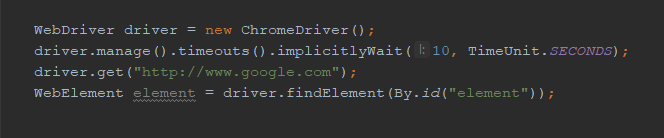 WebDriver driver = new ChromeDriver();
driver.manage().timeouts().implicitlyWait( l: 10, TimeUnit.SECONDS);
driver.get("http://www.google.com");
WebElement element = driver.findElement(By.id("element"));